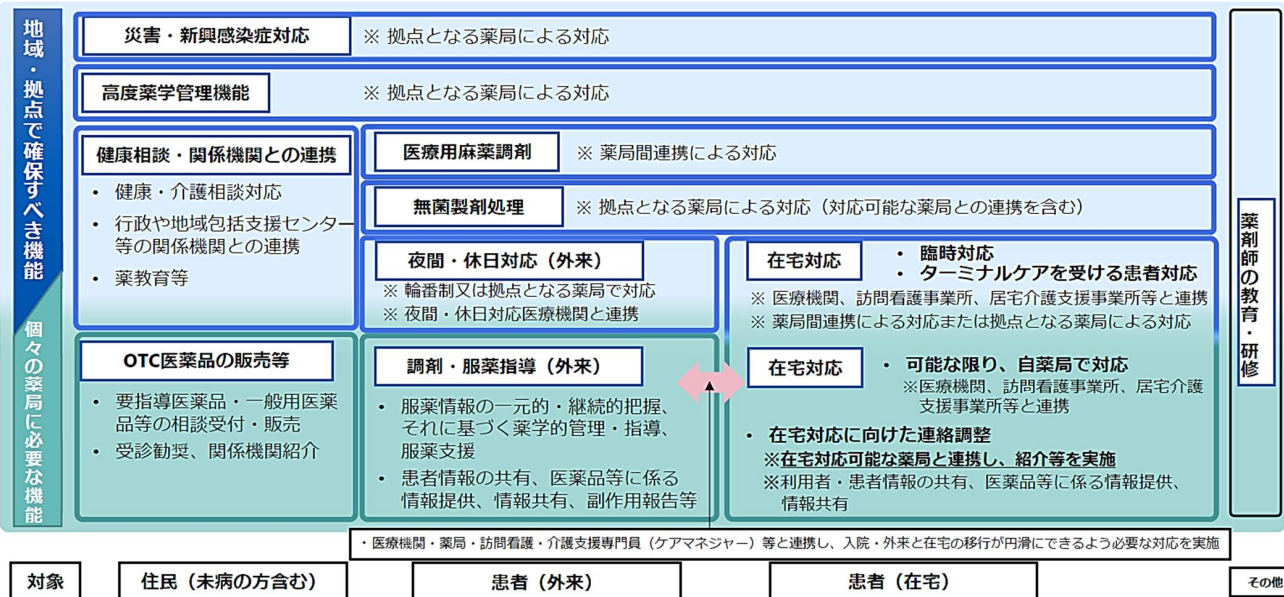 地域・拠点で確保すべき機能
災害・新興感染症対応
※ 拠点となる薬局による対応
高度薬学管理機能
※ 拠点となる薬局による対応
健康相談・関係機関との連携
• 健康・介護相談対応
• 行政や地域包括支援センター
等の関係機関との連携
• 薬教育等
医療用麻薬調剤
※ 薬局間連携による対応
無菌製剤処理
※ 拠点となる薬局による対応（対応可能な薬局との連携を含む）
夜間・休日対応（外来）
※ 輪番制又は拠点となる薬局で対応
※ 夜間・休日対応医療機関と連携
在宅対応
• 臨時対応
• ターミナルケアを受ける患者対応
※ 医療機関、訪問看護事業所、居宅介護支援事業所等と連携
※ 薬局間連携による対応または拠点となる薬局による対応
個々の薬局に必要な機能
OTC医薬品の販売等
• 要指導医薬品・一般用医薬
品等の相談受付・販売
• 受診勧奨、関係機関紹介
調剤・服薬指導（外来）
• 服薬情報の一元的・継続的把握、
それに基づく薬学的管理・指導、
服薬支援
• 患者情報の共有、医薬品等に係る
情報提供、情報共有、副作用報告等
在宅対応
• 可能な限り、自薬局で対応
※医療機関、訪問看護事業所、居宅介護
支援事業所等と連携
• 在宅対応に向けた連絡調整
※在宅対応可能な薬局と連携し、紹介等を実施
※利用者・患者情報の共有、医薬品等に係る情報提供、
情報共有
薬剤師の教育・研修
・医療機関・薬局・訪問看護・介護支援専門員（ケアマネジャー）等と連携し、入院・外来と在宅の移行が円滑にできるよう必要な対応を実施
対象
住民（未病の方含む）
患者（外来）
患者（在宅）
その他